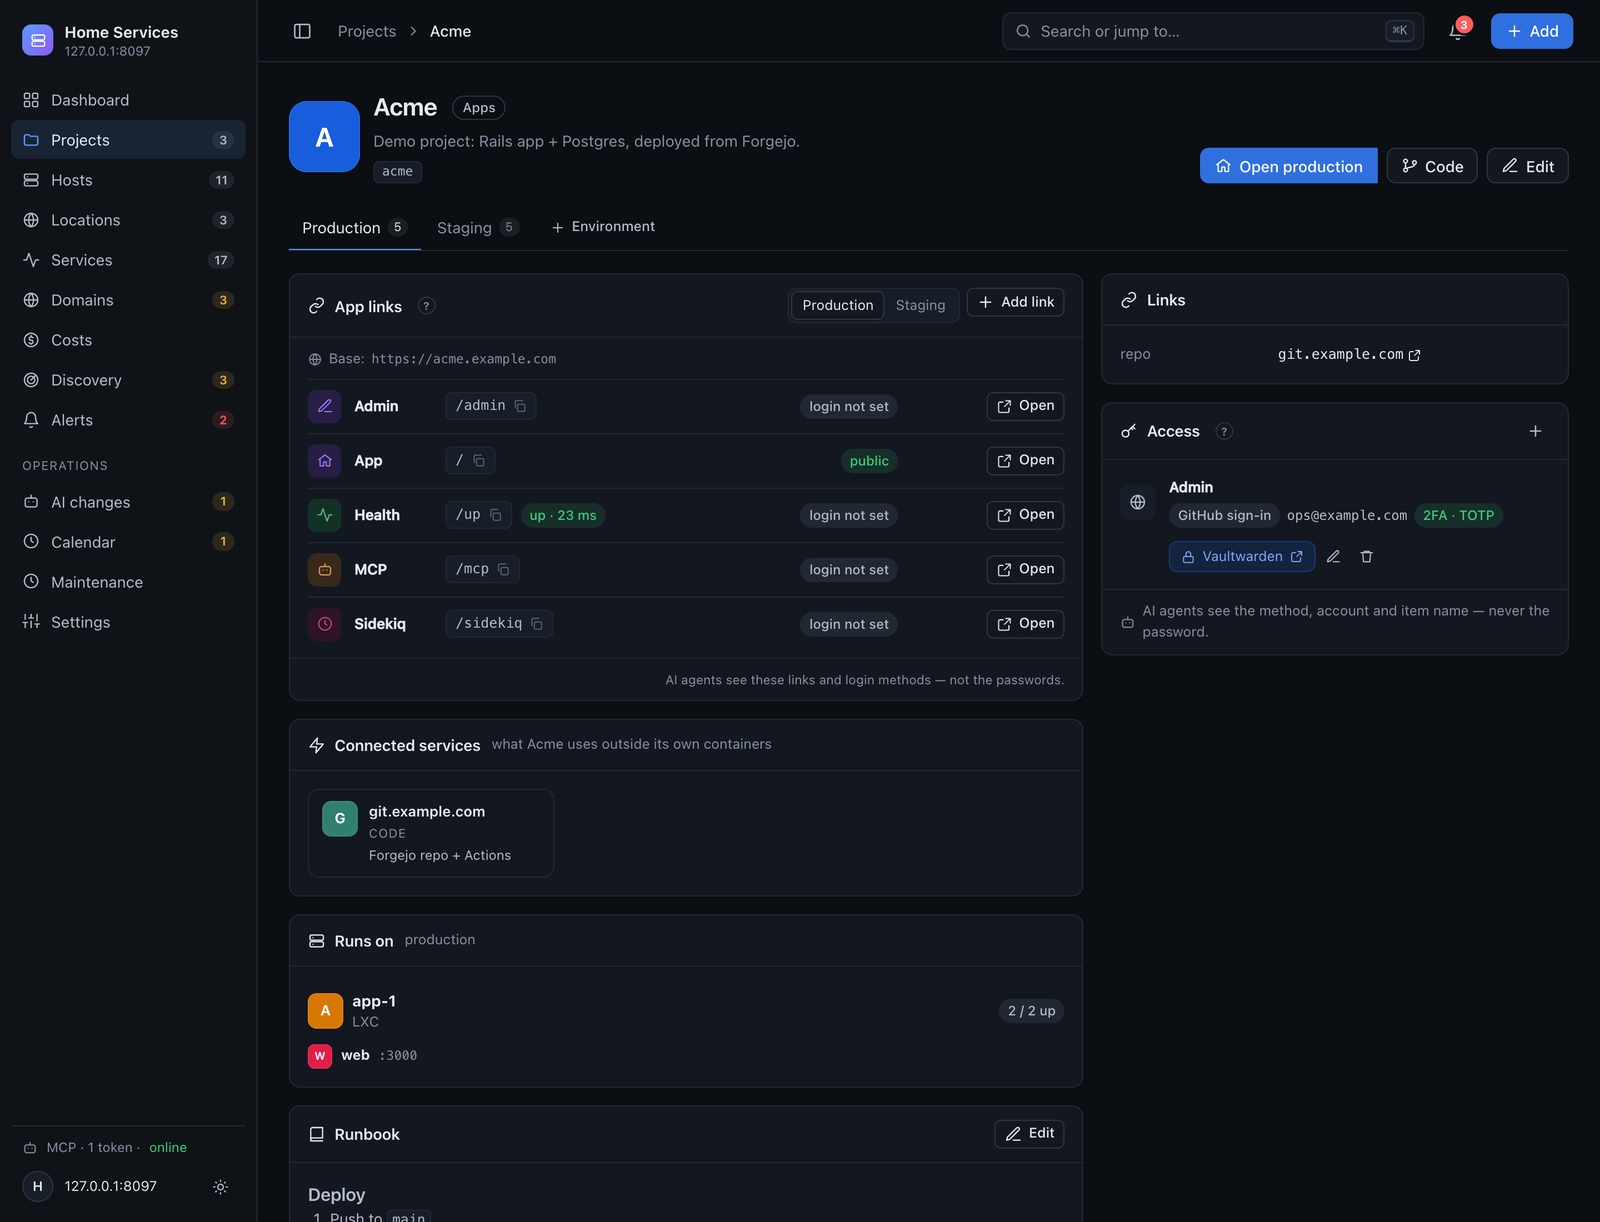 Home Services
127.0.0.1:8097
Dashboard
Projects 3
Hosts 11
Locations 3
Services 17
Domains 3
Costs
Discovery 3
Alerts 2
OPERATIONS
AI changes 1
Calendar 1
Maintenance
Settings
MCP · 1 token · online
H 127.0.0.1:8097
Projects > Acme
Search or jump to... ⌘K
3
+ Add
A
Acme Apps
Demo project: Rails app + Postgres, deployed from Forgejo.
acme
Open production Code Edit
Production 5 Staging 5 + Environment
App links ? Production Staging + Add link
Base: https://acme.example.com
Admin /admin login not set Open
App / public Open
Health /up up · 23 ms login not set Open
MCP /mcp login not set Open
Sidekiq /sidekiq login not set Open
AI agents see these links and login methods — not the passwords.
Connected services what Acme uses outside its own containers
G
git.example.com
CODE
Forgejo repo + Actions
Runs on production
A
app-1
LXC
2 / 2 up
W web :3000
Runbook Edit
Deploy
1. Push to main
Links
repo git.example.com
Access ? +
Admin
GitHub sign-in ops@example.com 2FA · TOTP
Vaultwarden
AI agents see the method, account and item name — never the
password.